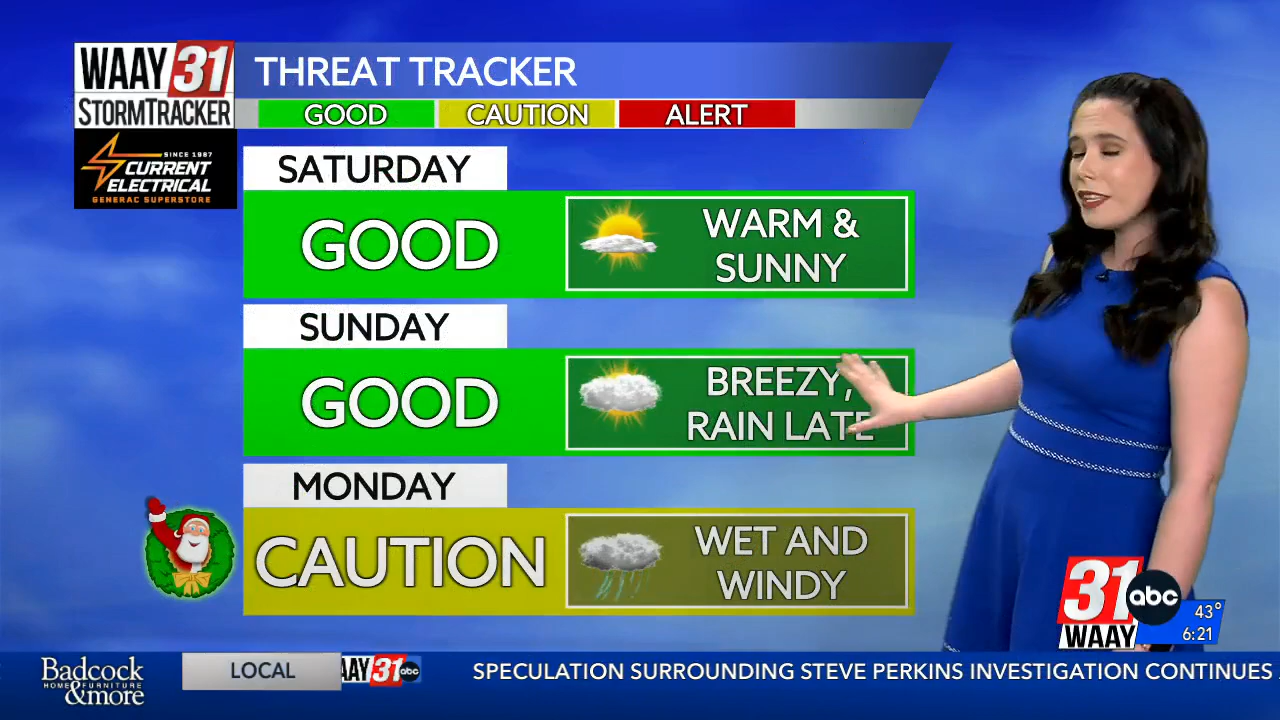 WAAY 31
STORMTRACKER
THREAT TRACKER
GOOD
CAUTION
ALERT
SINCE 1987
CURRENT
ELECTRICAL
GENERAC SUPERSTORE
SATURDAY
GOOD
WARM &
SUNNY
SUNDAY
GOOD
BREEZY,
RAIN LATE
MONDAY
CAUTION
WET AND
WINDY
31
abc
WAAY
43°
6:21
Badcock
HOME FURNITURE
&more
LOCAL
AAY 31 abc
SPECULATION SURROUNDING STEVE PERKINS INVESTIGATION CONTINUES